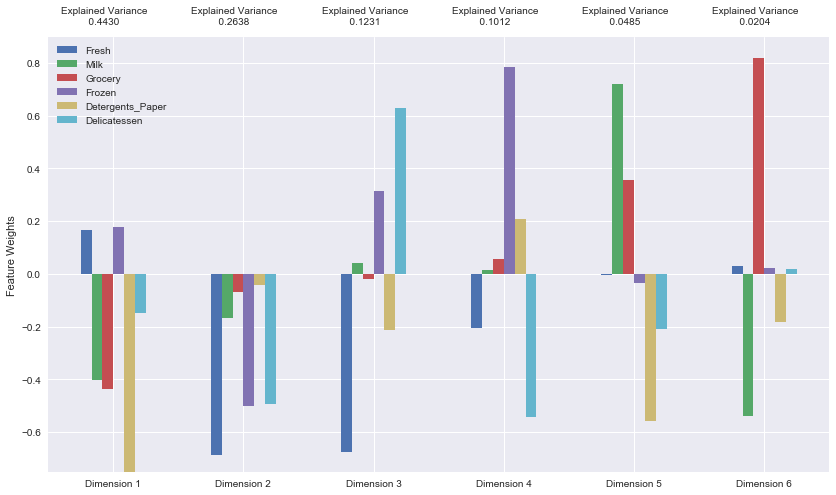 Explained Variance Explained Variance Explained Variance Explained Variance Explained Variance Explained Variance
0.4430 0.2638 0.1231 0.1012 0.0485 0.0204
Fresh
Milk
Grocery
Frozen
Detergents_Paper
Delicatessen
Feature Weights
0.8
0.6
0.4
0.2
0.0
−0.2
−0.4
−0.6
Dimension 1 Dimension 2 Dimension 3 Dimension 4 Dimension 5 Dimension 6